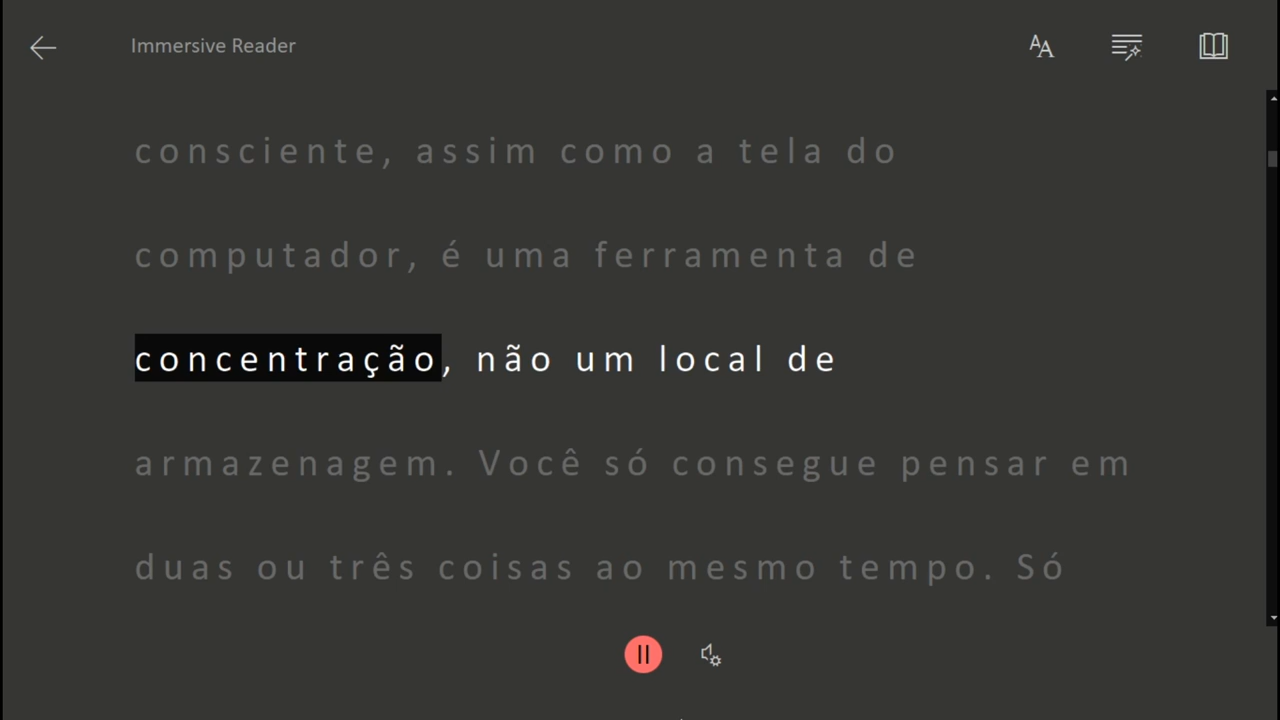 Immersive Reader
consciente, assim como a tela do
computador, é uma ferramenta de
concentração, não um local de
armazenagem. Você só consegue pensar em
duas ou três coisas ao mesmo tempo. Só